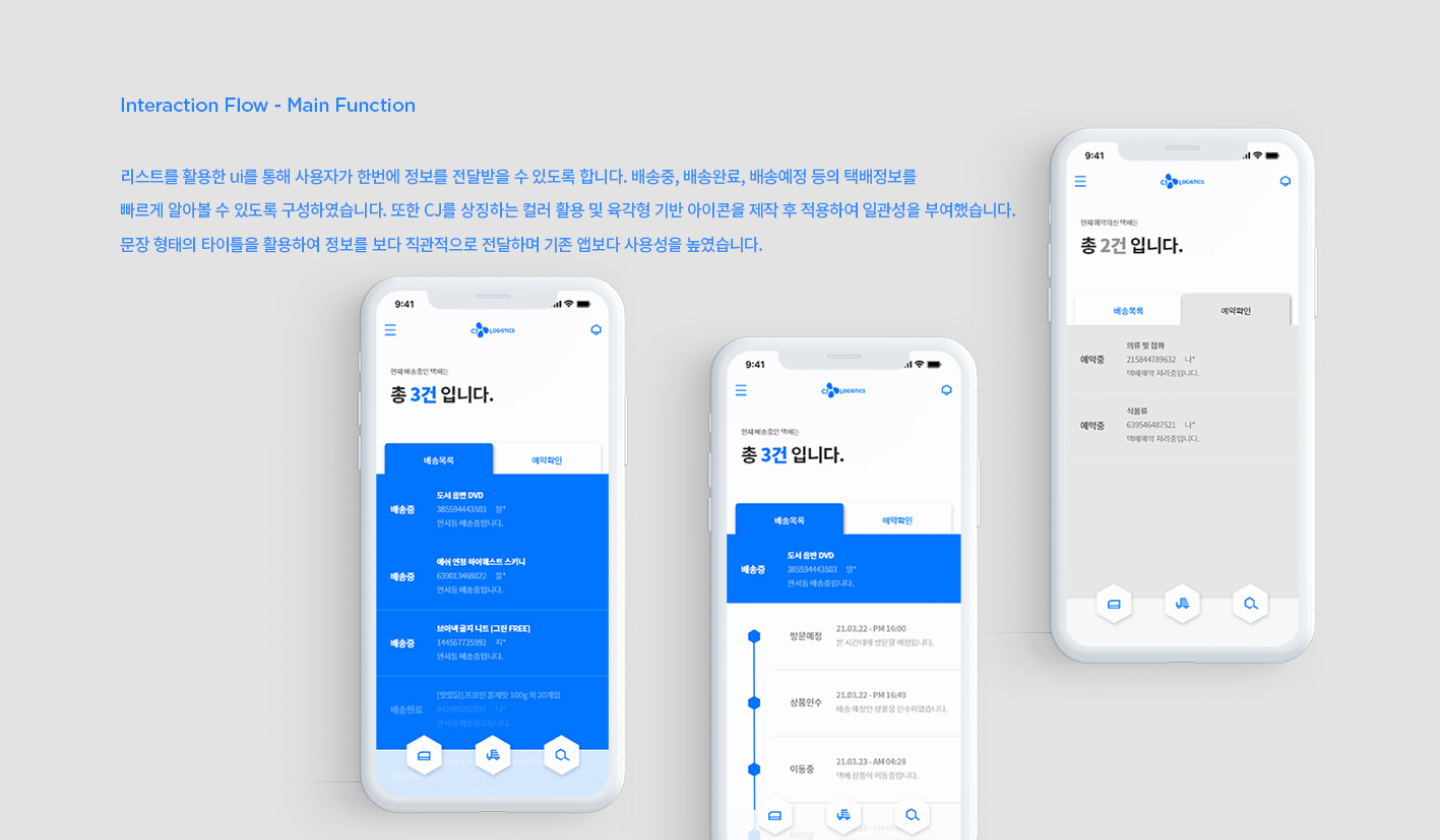 Interaction Flow - Main Function
리스트를 활용한 ui를 통해 사용자가 한번에 정보를 전달받을 수 있도록 합니다. 배송중, 배송완료, 배송예정 등의 택배정보를
빠르게 알아볼 수 있도록 구성하였습니다. 또한 CJ를 상징하는 컬러 활용 및 육각형 기반 아이콘을 제작 후 적용하여 일관성을 부여했습니다.
문장 형태의 타이틀을 활용하여 정보를 보다 직관적으로 전달하며 기존 앱보다 사용성을 높였습니다.
9:41
CJ LOGISTICS
현재 배송중인 택배는
총 3건 입니다.
배송목록 예약확인
도서 음반 DVD
배송중 385594443503 말*
연서동 배송중입니다.
애쉬 연청 하이웨스트 스키니
배송중 639013468822
연서동 배송중입니다.
브이넥 골지 니트 [그린 FREE]
배송중 144567725992 지*
연서동 배송중입니다.
100g 외 20개입
배송완료 나*
9:41
CJ LOGISTICS
현재 배송중인 택배는
총 3건 입니다.
배송목록 예약확인
도서 음반 DVD
배송중 385594443503 말*
연서동 배송중입니다.
방문예정 21.03.22 - PM 16:00
본 시간대에 방문할 예정입니다.
상품인수 21.03.22 - PM 16:49
배송 예정인 상품을 인수하였습니다.
이동중 21.03.23 - AM 04:28
택배 상품이 이동중입니다.
터미널
9:41
CJ LOGISTICS
현재 예약하신 택배는
총 2건 입니다.
배송목록 예약확인
의류 및 잡화
예약중 215844789632 나*
택배예약 처리중입니다.
식품류
예약중 639546487521 나*
택배예약 처리중입니다.